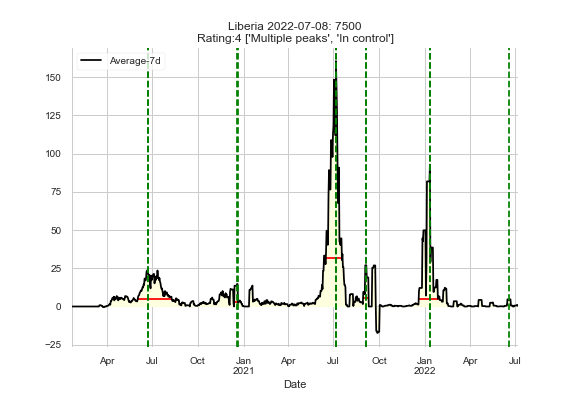 Liberia 2022-07-08: 7500
Rating:4 ['Multiple peaks', 'In control']
Average-7d
150
125
100
75
50
25
0
−25
Apr Jul Oct Jan Apr Jul Oct Jan Apr Jul
2021 2022
Date